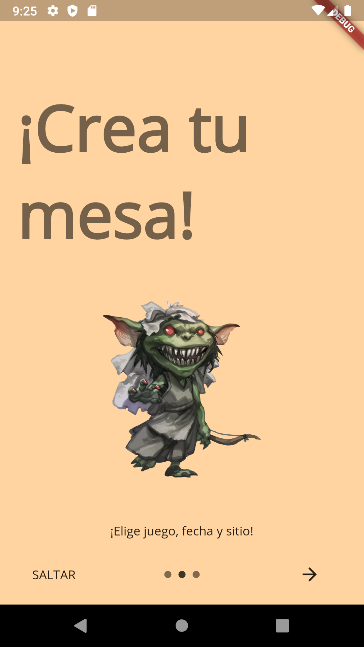 9:25
DEBUG
¡Crea tu
mesa!
¡Elige juego, fecha y sitio!
SALTAR